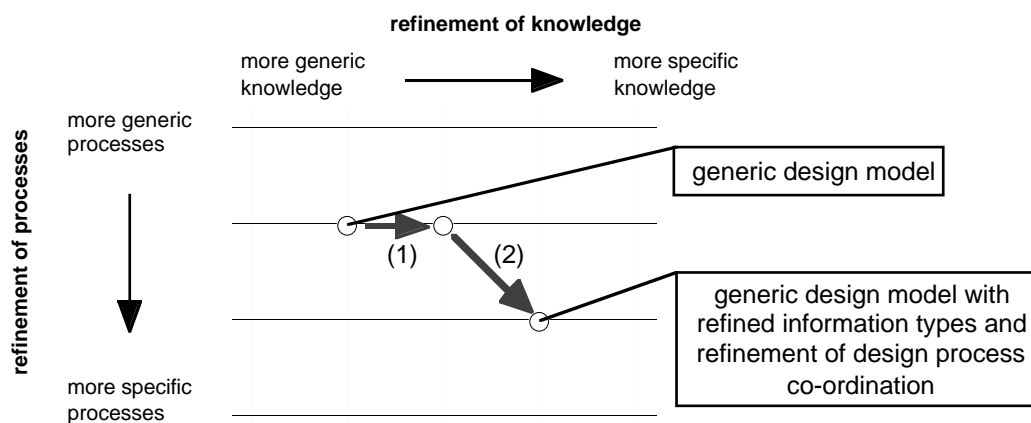 refinement of knowledge
more generic
knowledge
more specific
knowledge
refinement of processes
more generic
processes
generic design model
(1)
(2)
generic design model with
refined information types and
refinement of design process
co-ordination
more specific
processes